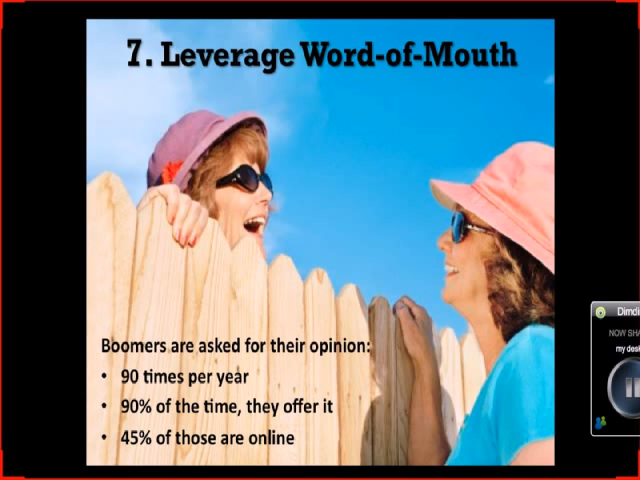 7. Leverage Word-of-Mouth
Boomers are asked for their opinion:
• 90 times per year
• 90% of the time, they offer it
• 45% of those are online
Dimdi
NOW SHA
my desk